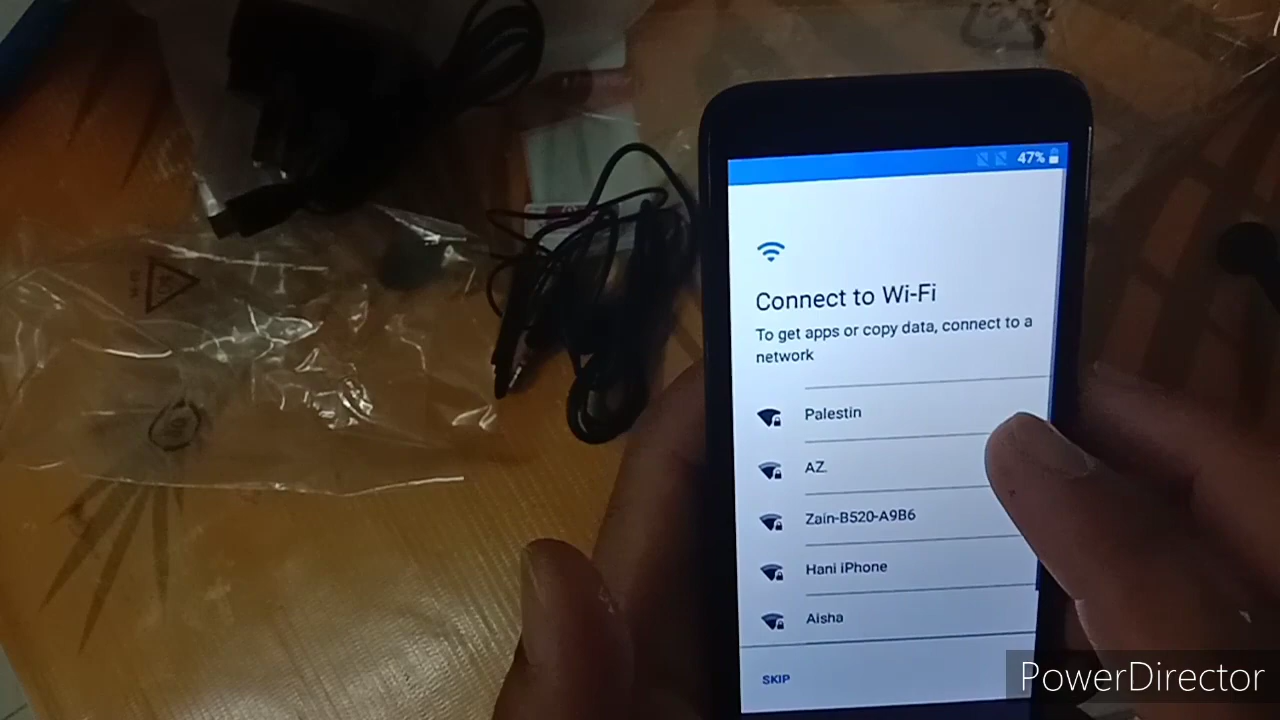 47%
Connect to Wi-Fi
To get apps or copy data, connect to a
network
Palestin
AZ
Zain-B520-A9B6
Hani iPhone
Aisha
SKIP
PowerDirector